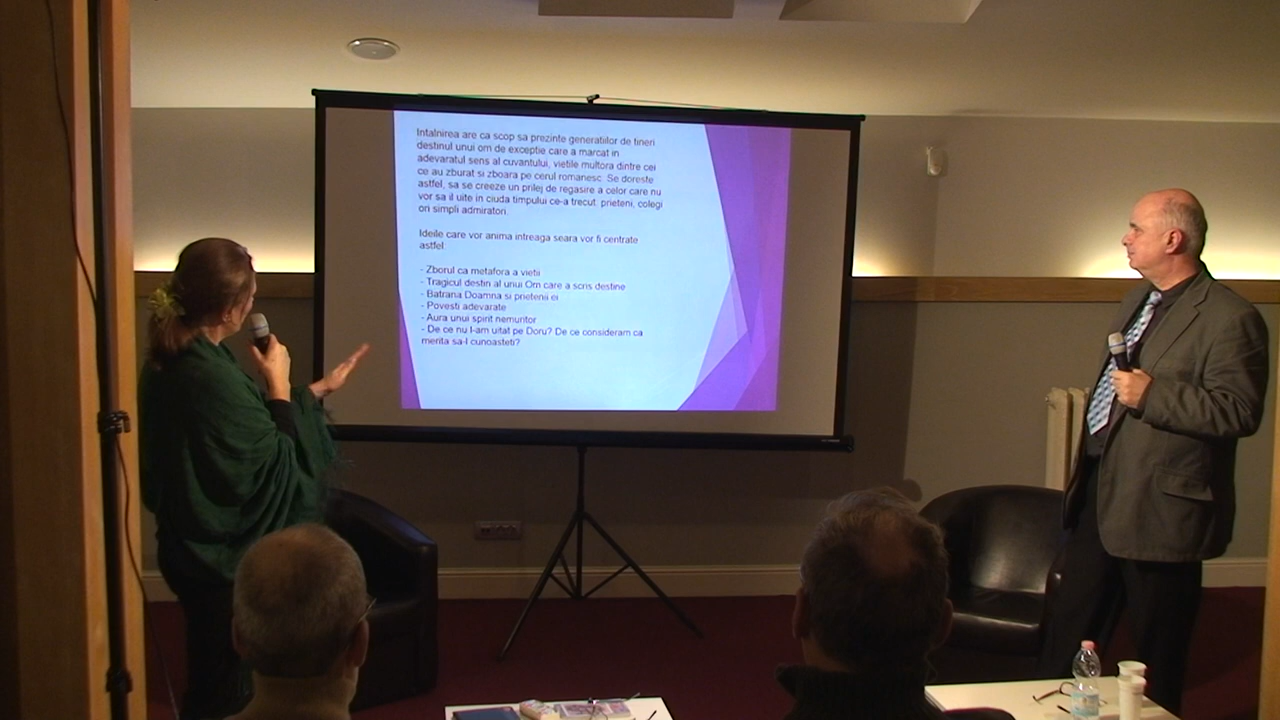 Intalnirea are ca scop sa prezinte generatiilor de tineri
destinul unui om de exceptie care a marcat in
adevaratul sens al cuvantului, vietile multora dintre cei
ce au zburat si zboara pe cerul romanesc. Se doreste
astfel, sa se creeze un prilej de regasire a celor care nu
vor sa il uite in ciuda timpului ce-a trecut: prieteni, colegi
ori simpli admiratori.
Ideile care vor anima intreaga seara vor fi centrate
astfel:
- Zborul ca metafora a vietii
- Tragicul destin al unui Om care a scris destine
- Batrana Doamna si prietenii ei
- Povesti adevarate
- Aura unui spirit nemuritor
- De ce nu l-am uitat pe Doru? De ce consideram ca
merita sa-l cunoasteti?